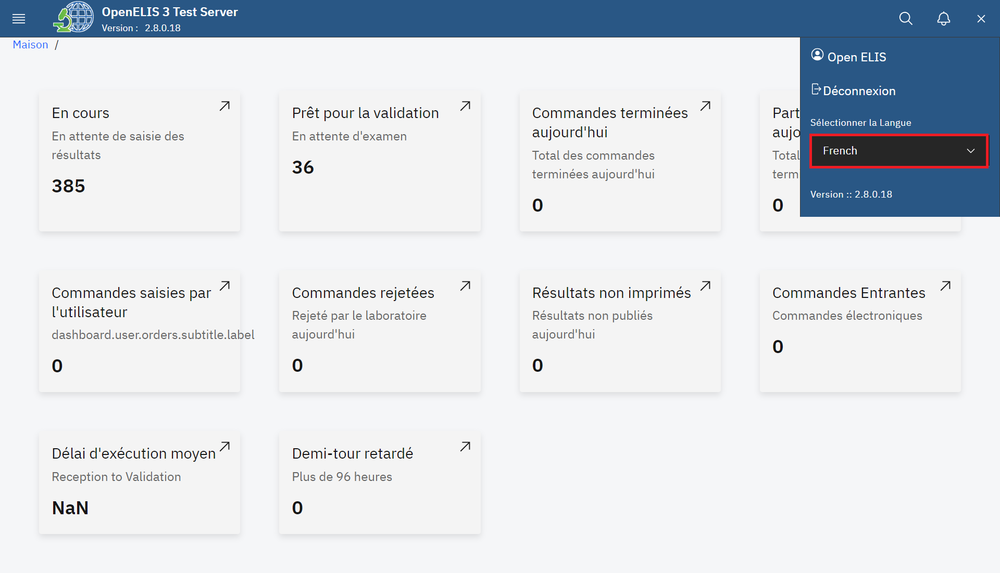 OpenELIS 3 Test Server
Version : 2.8.0.18
Maison /
Open ELIS
Déconnexion
Sélectionner la Langue
French
Version :: 2.8.0.18
En cours
En attente de saisie des
résultats
385
Prêt pour la validation
En attente d'examen
36
Commandes terminées
aujourd'hui
Total des commandes
terminées aujourd'hui
0
Part
aujo
Total
term
0
Commandes saisies par
l'utilisateur
dashboard.user.orders.subtitle.label
0
Commandes rejetées
Rejeté par le laboratoire
aujourd'hui
0
Résultats non imprimés
Résultats non publiés
aujourd'hui
0
Commandes Entrantes
Commandes électroniques
0
Délai d'exécution moyen
Reception to Validation
NaN
Demi-tour retardé
Plus de 96 heures
0